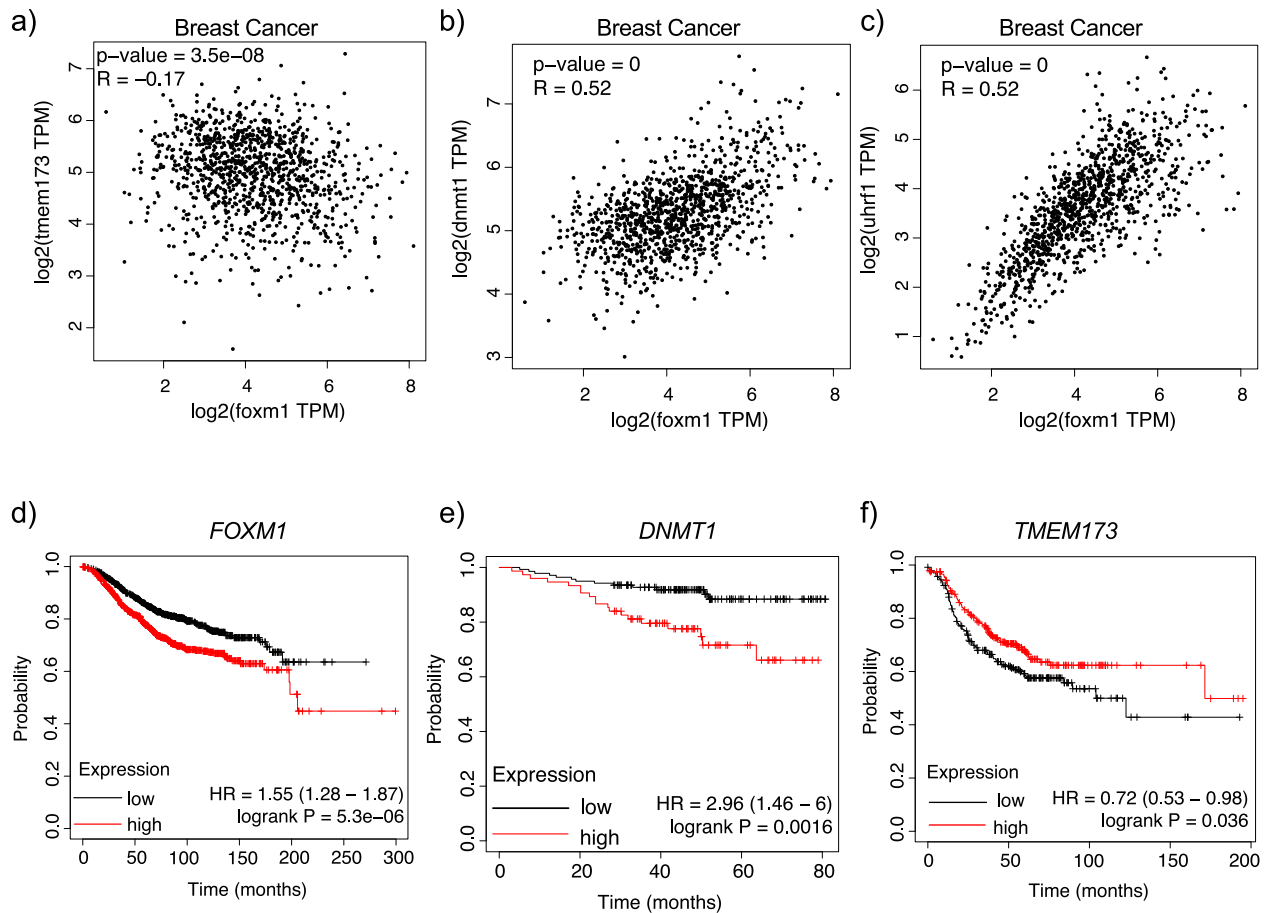 a)
Breast Cancer
p-value = 3.5e-08
R = -0.17
log2(tmem173 TPM)
7
6
5
4
3
2
2 4 6 8
log2(foxm1 TPM)
b)
Breast Cancer
p-value = 0
R = 0.52
log2(dnmt1 TPM)
7
6
5
4
3
2 4 6 8
log2(foxm1 TPM)
c)
Breast Cancer
p-value = 0
R = 0.52
log2(uhrf1 TPM)
6
5
4
3
2
1
2 4 6 8
log2(foxm1 TPM)
d)
FOXM1
Probability
1.0
0.8
0.4
0.6
0.2
0.0
Expression
low
high
HR = 1.55 (1.28 - 1.87)
logrank P = 5.3e-06
0 50 100 150 200 250 300
Time (months)
e)
DNMT1
Probability
1.0
0.8
0.4
0.6
0.2
0.0
Expression
low
high
HR = 2.96 (1.46 - 6)
logrank P = 0.0016
0 20 40 60 80
Time (months)
f)
TMEM173
Probability
1.0
0.8
0.4
0.6
0.2
0.0
Expression
low
high
HR = 0.72 (0.53 - 0.98)
logrank P = 0.036
0 50 100 150 200
Time (months)